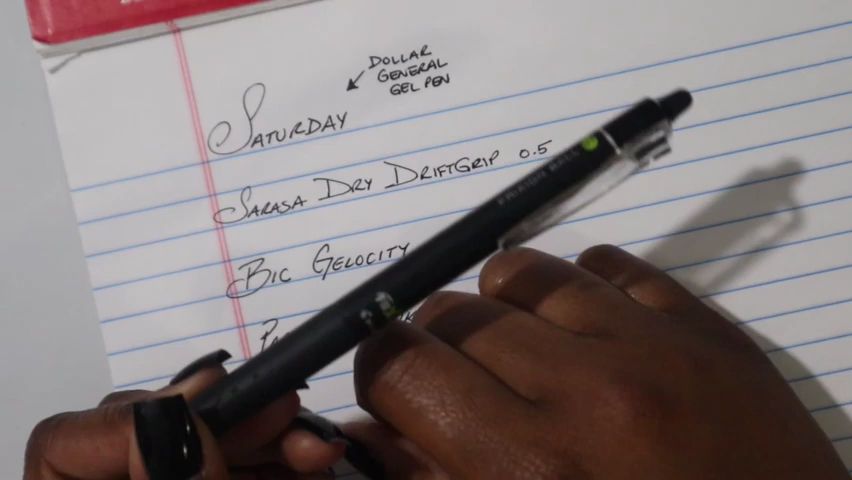 DOLLAR
GENERAL
GEL PEN
SATURDAY
SARASA DRY DRIFTGRIP 0.5
BIC GELOCITY
FRIXION BALL